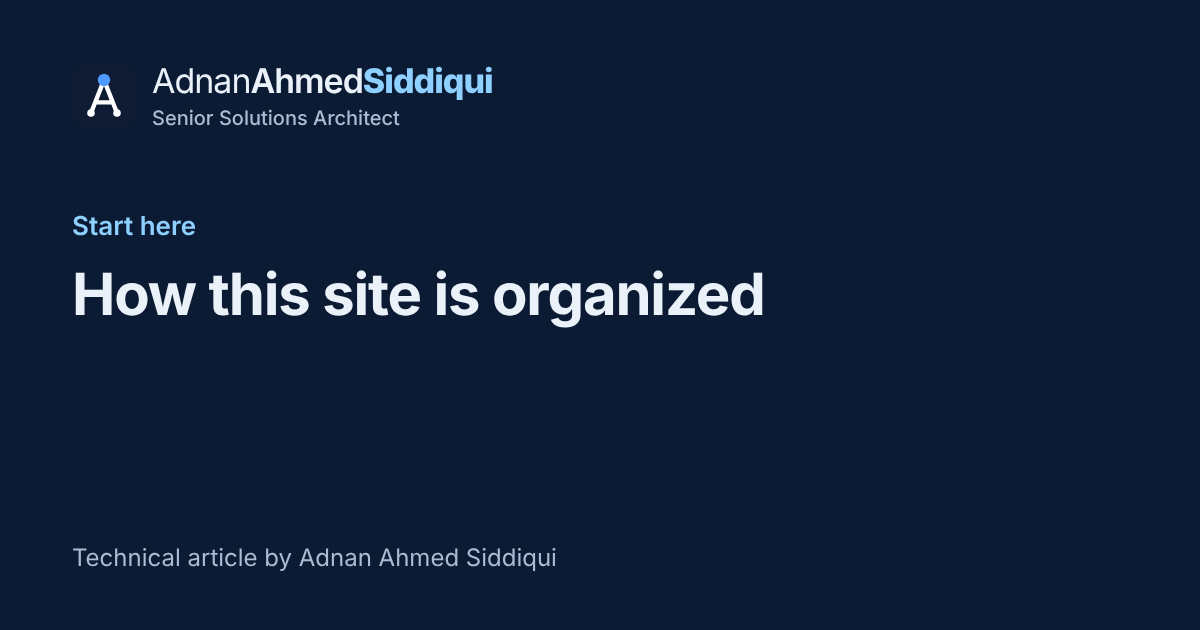 AdnanAhmedSiddiqui
Senior Solutions Architect
Start here
How this site is organized
Technical article by Adnan Ahmed Siddiqui